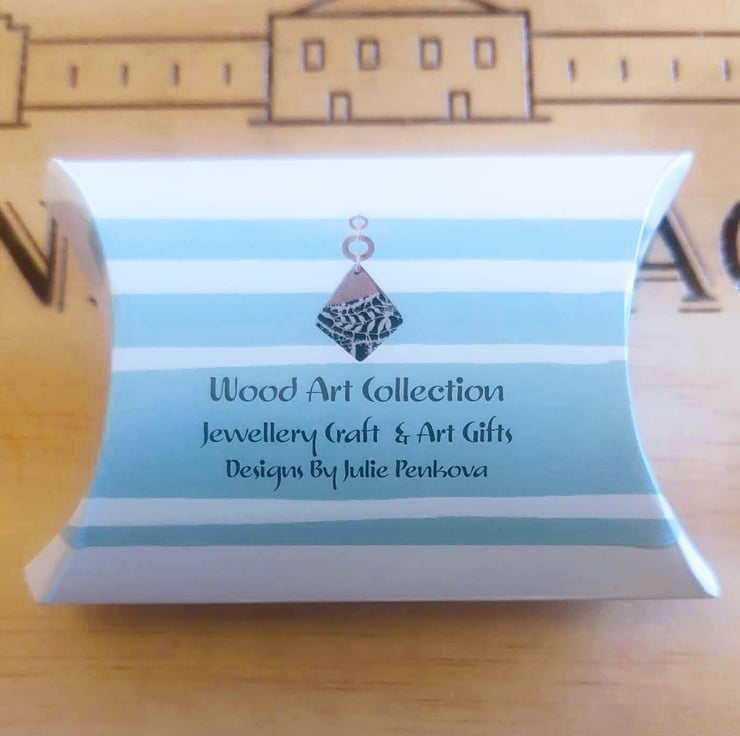 Wood Art Collection
Jewellery Craft & Art Gifts
Designs By Julie Penkova